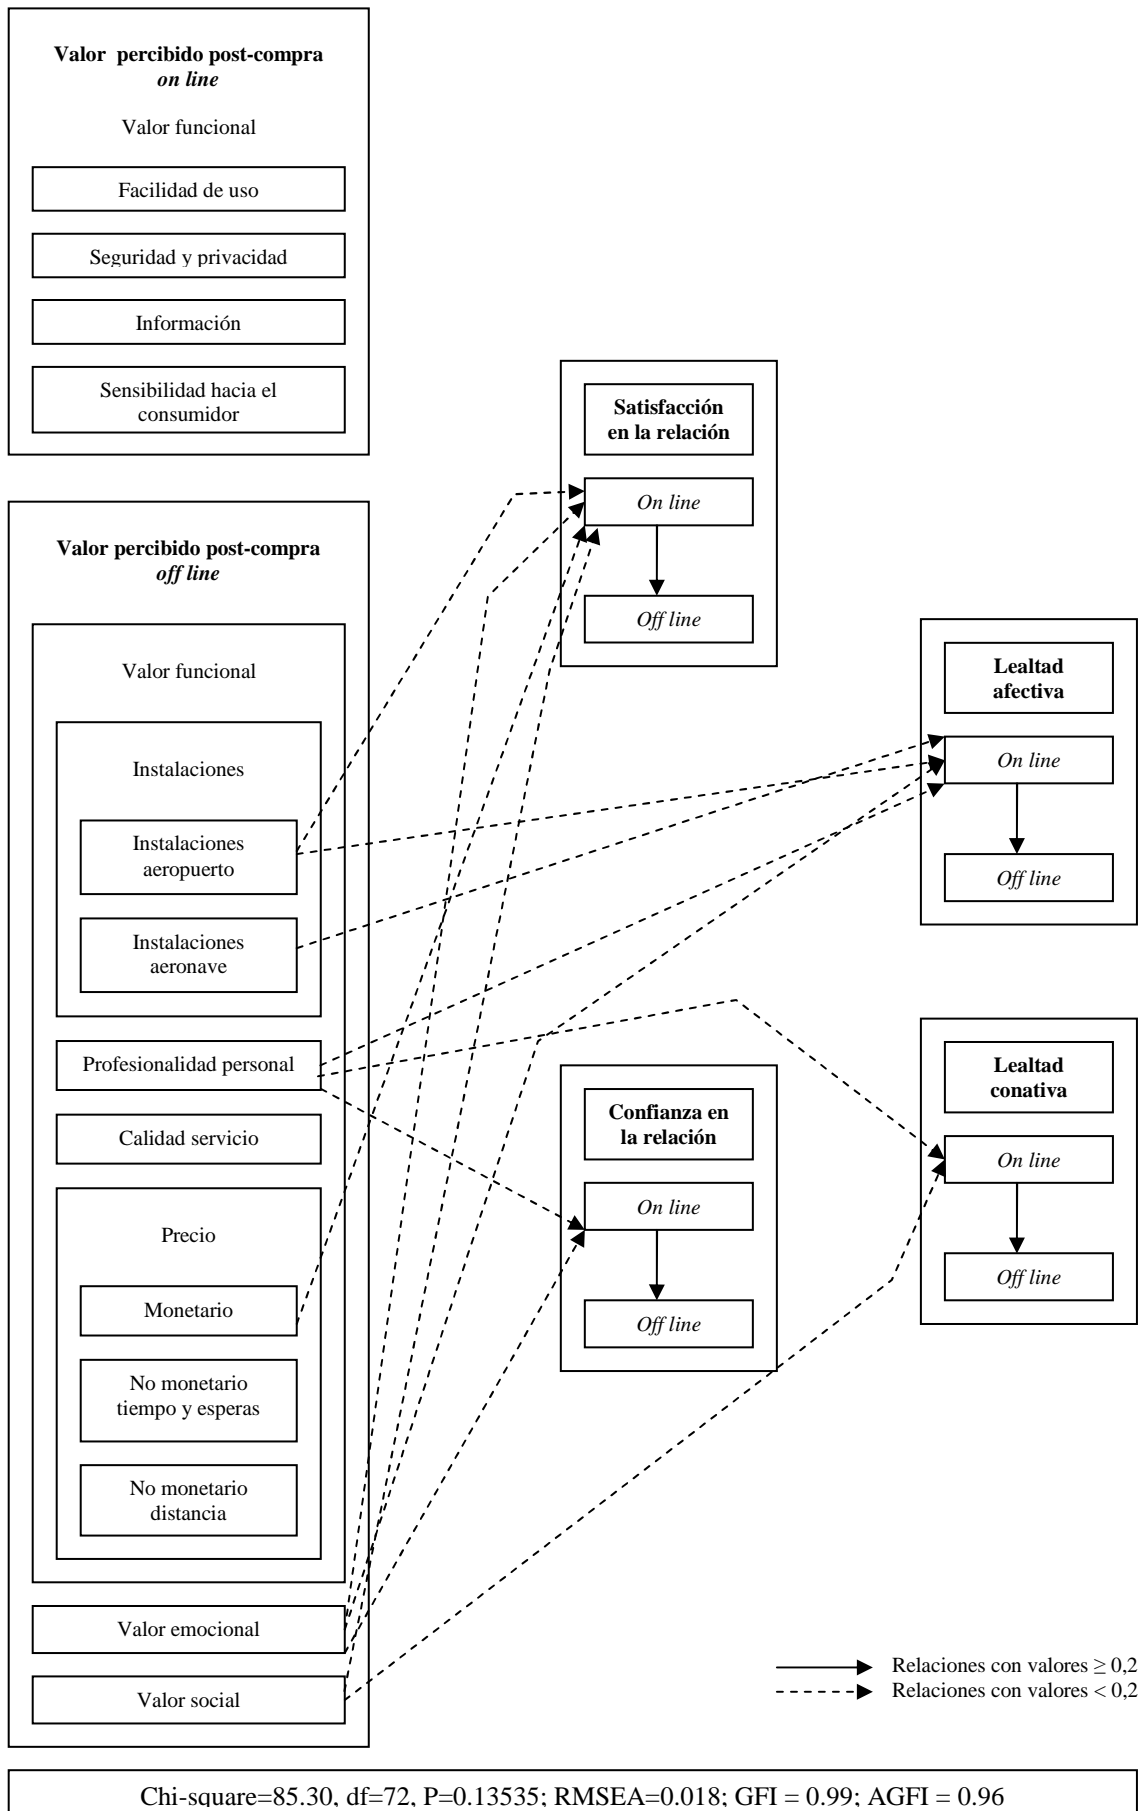 Valor percibido post-compra
on line
Valor funcional
Facilidad de uso
Seguridad y privacidad
Información
Sensibilidad hacia el
consumidor
Valor percibido post-compra
off line
Valor funcional
Instalaciones
Instalaciones
aeropuerto
Instalaciones
aeronave
Profesionalidad personal
Calidad servicio
Precio
Monetario
No monetario
tiempo y esperas
No monetario
distancia
Valor emocional
Valor social
Satisfacción
en la relación
On line
Off line
Confianza en
la relación
On line
Off line
Lealtad
afectiva
On line
Off line
Lealtad
conativa
On line
Off line
Relaciones con valores ≥ 0,2
Relaciones con valores < 0,2
Chi-square=85.30, df=72, P=0.13535; RMSEA=0.018; GFI = 0.99; AGFI = 0.96